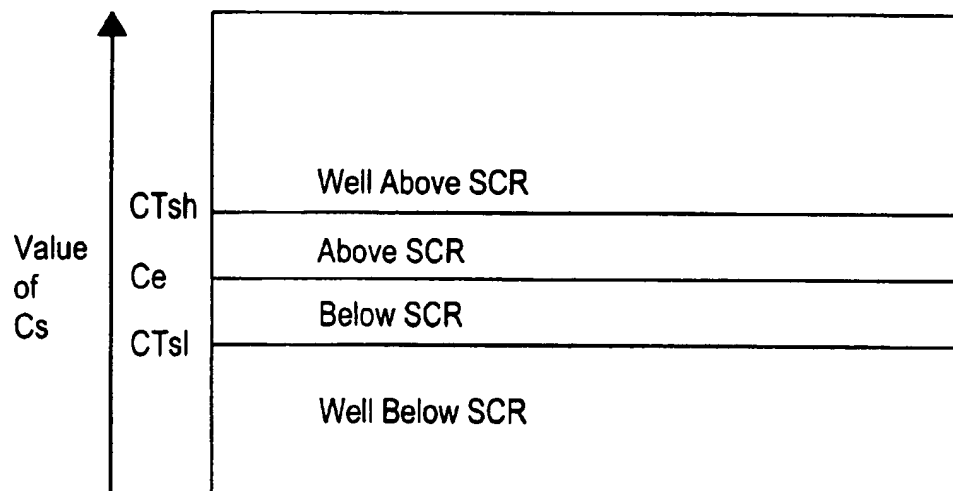 Well Above SCR
CTsh
Above SCR
Value
of
Cs
Ce
Below SCR
CTsl
Well Below SCR